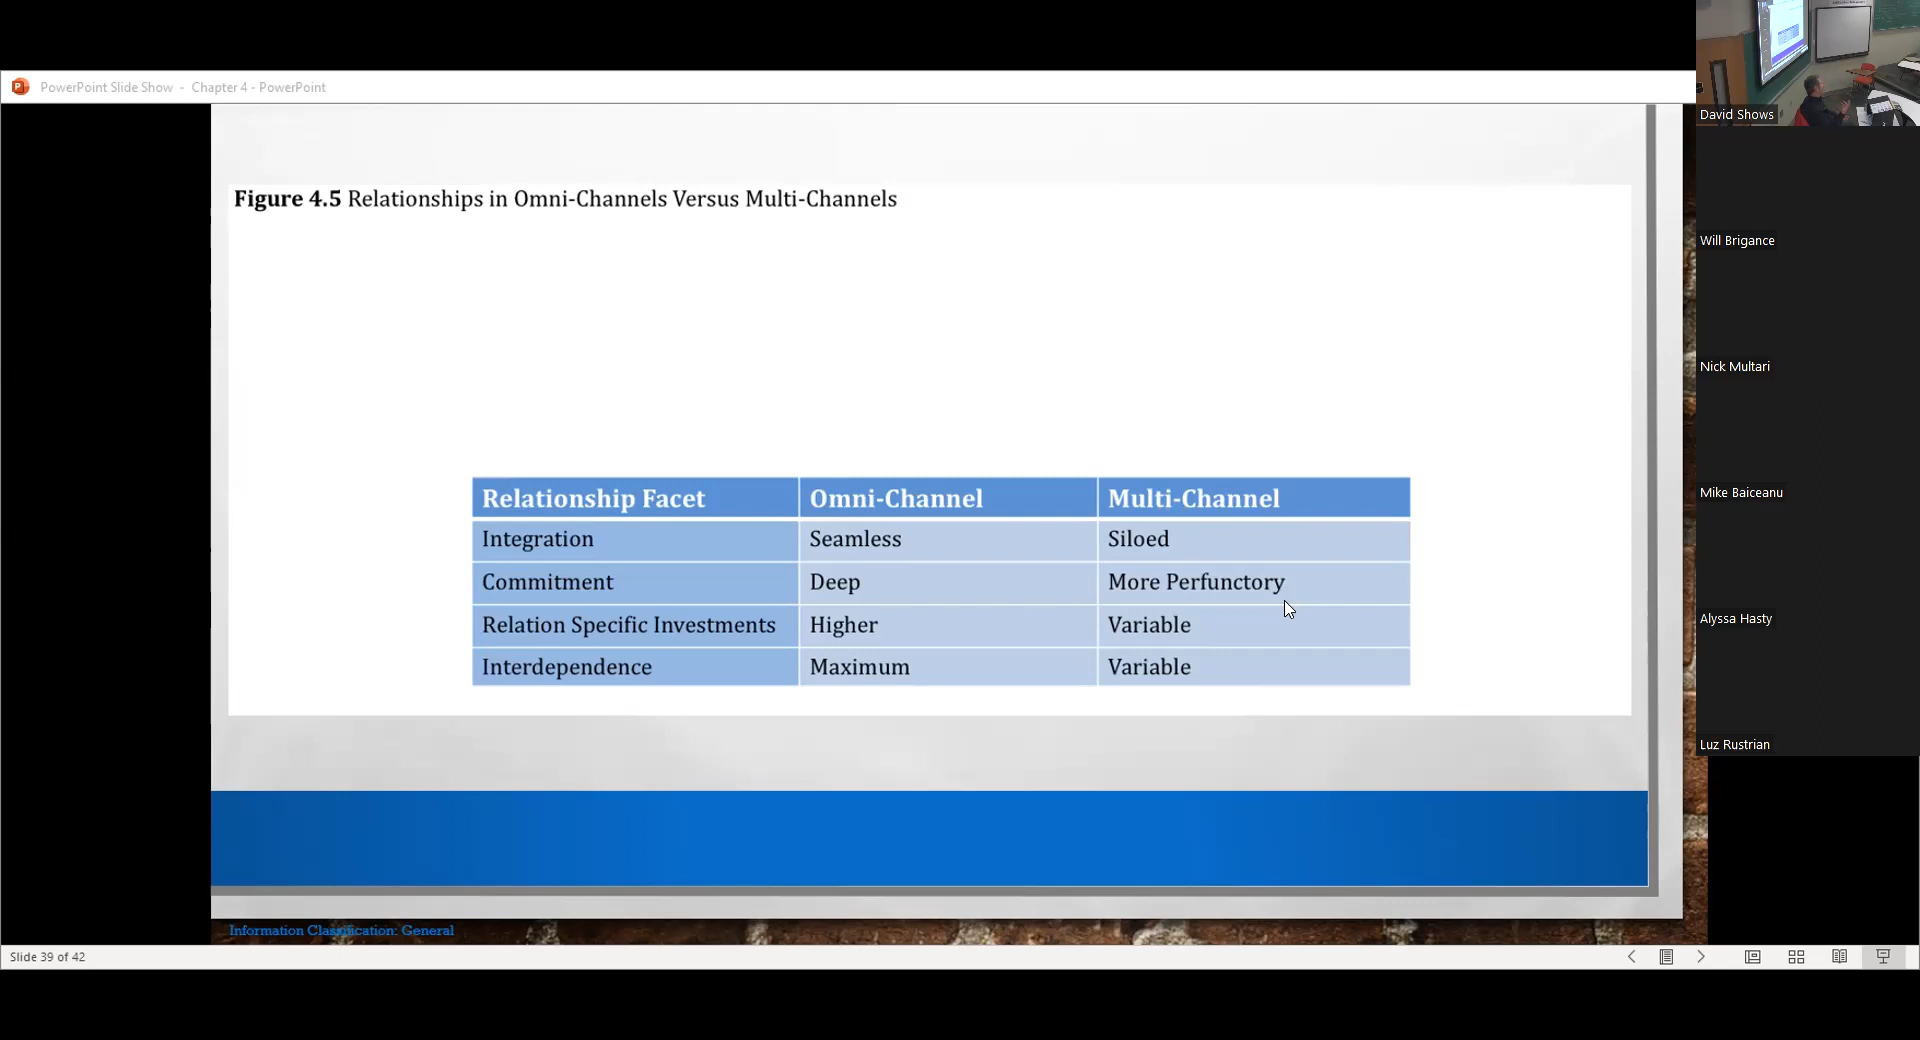 PowerPoint Slide Show - Chapter 4 - PowerPoint
Figure 4.5 Relationships in Omni-Channels Versus Multi-Channels
Relationship Facet Omni-Channel Multi-Channel
Integration Seamless Siloed
Commitment Deep More Perfunctory
Relation Specific Investments Higher Variable
Interdependence Maximum Variable
Information Classification: General
Slide 39 of 42
David Shows
Will Brigance
Nick Multari
Mike Baiceanu
Alyssa Hasty
Luz Rustrian